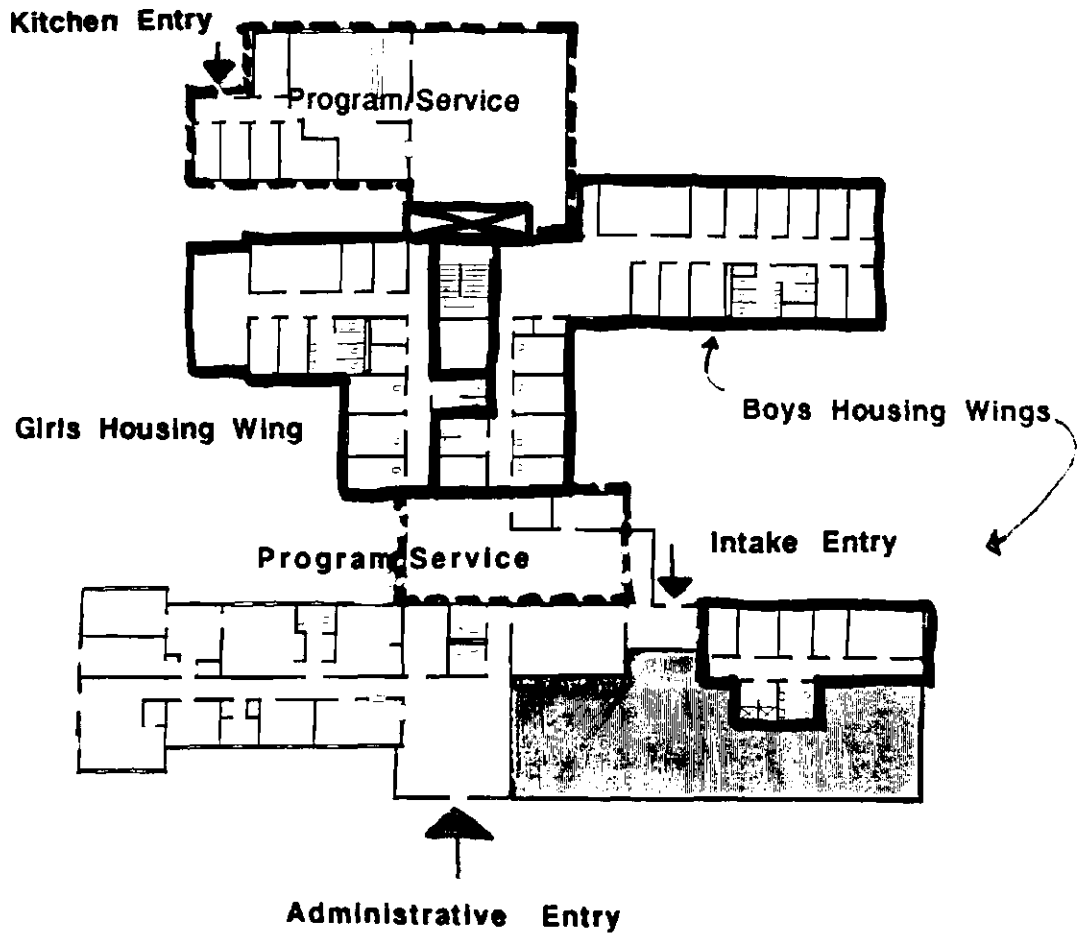 Kitchen Entry
Program/Service
Girls Housing Wing
Boys Housing Wings
Program/Service
Intake Entry
Administrative Entry